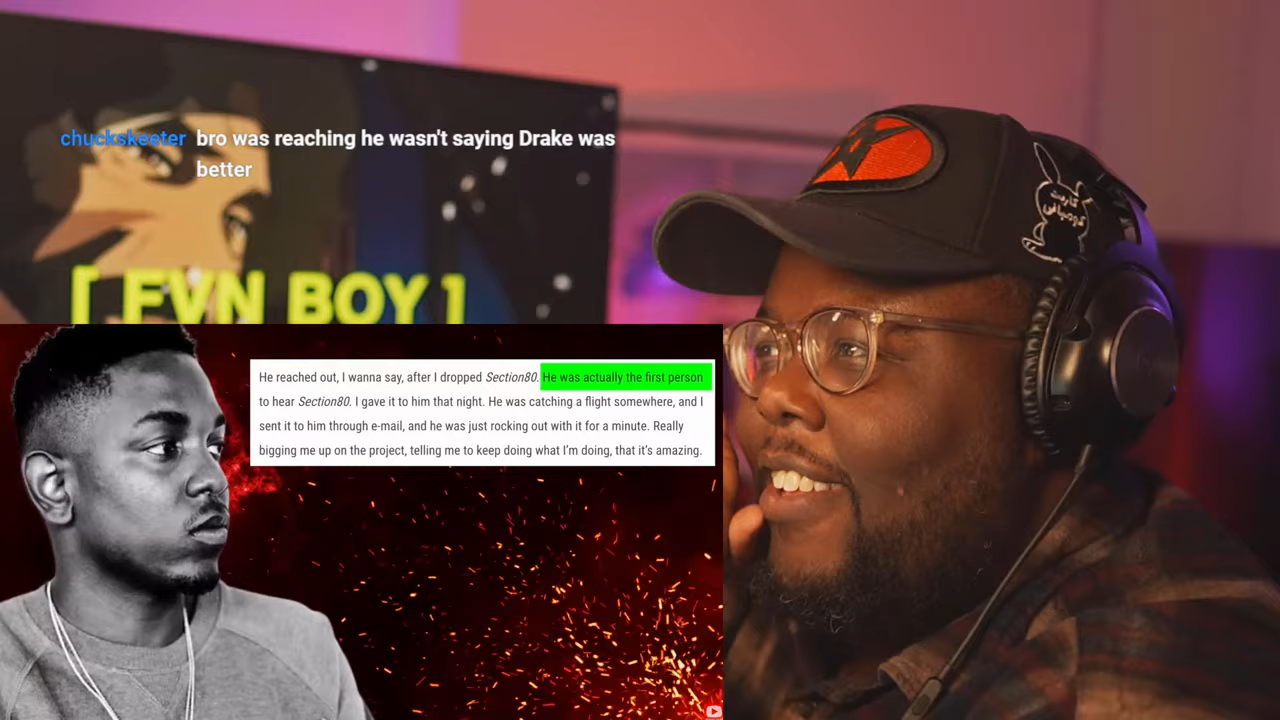 chuckskeeter bro was reaching he wasn't saying Drake was
better
[ FVN BOY ]
He reached out, I wanna say, after I dropped Section80. He was actually the first person
to hear Section80. I gave it to him that night. He was catching a flight somewhere, and I
sent it to him through e-mail, and he was just rocking out with it for a minute. Really
bigging me up on the project, telling me to keep doing what I'm doing, that it's amazing.